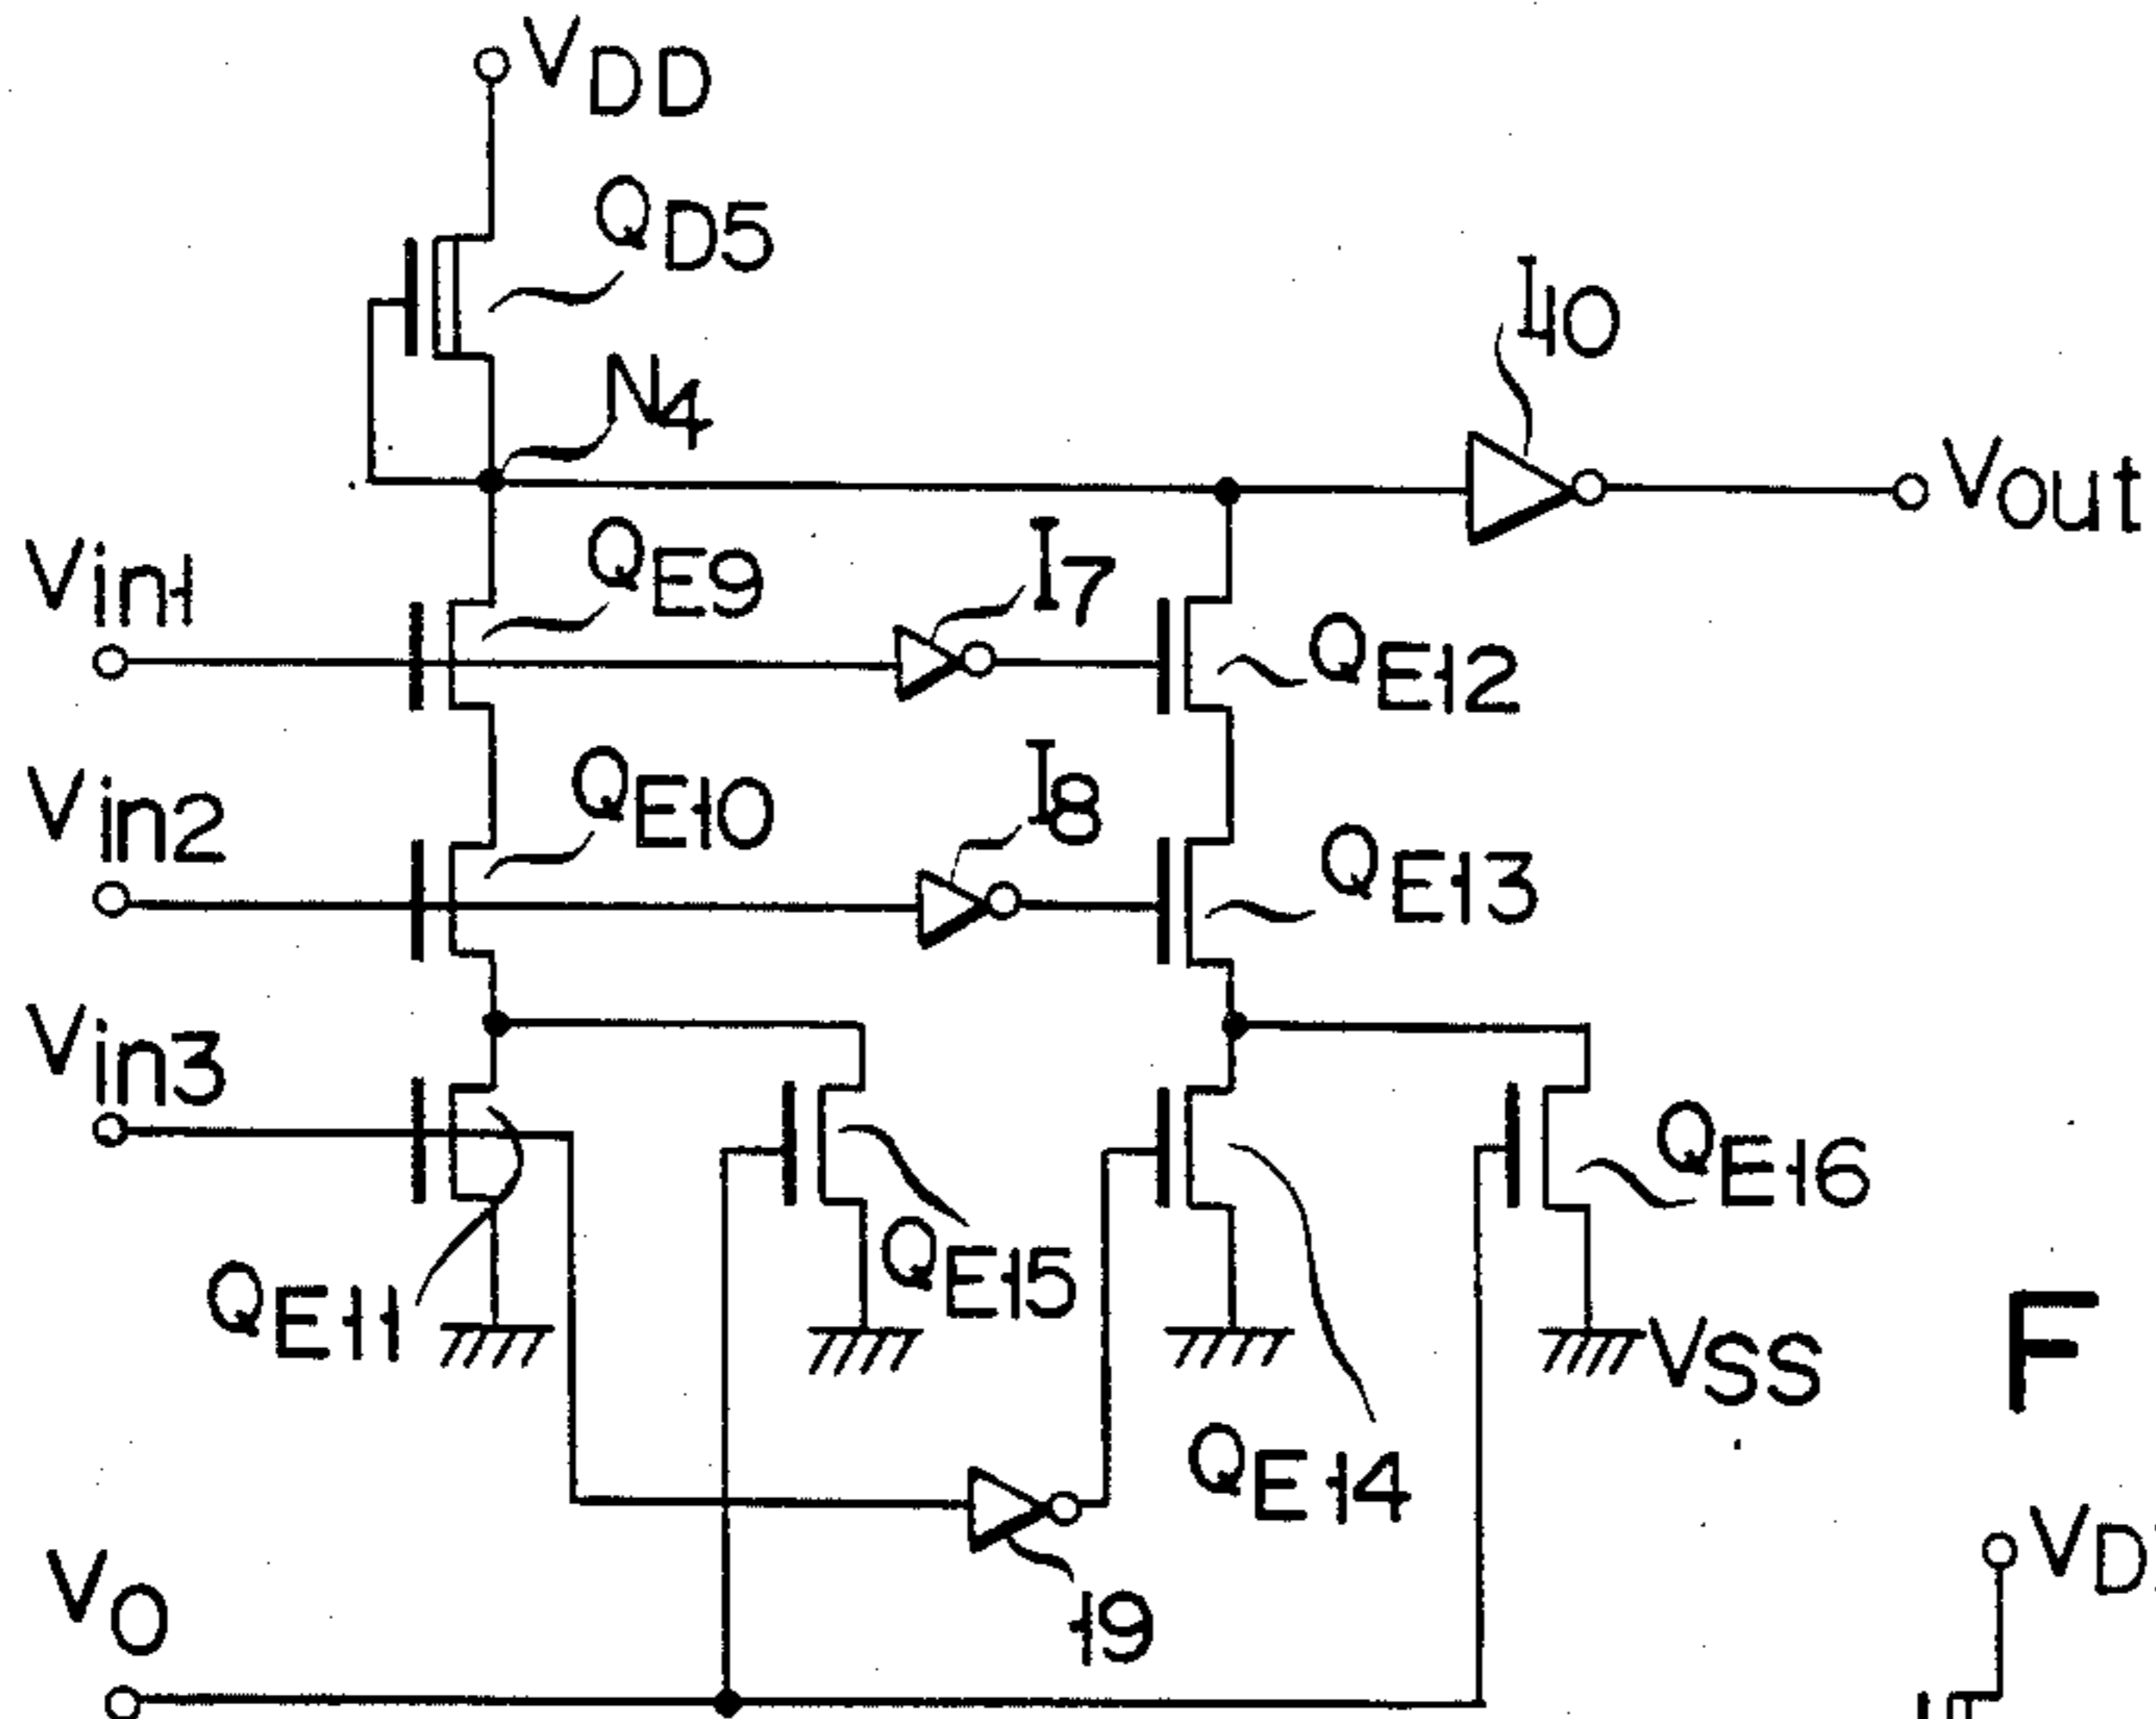 VDD
QD5
I10
N4
Vout
Vin1
QE9
I7
QE12
Vin2
QE10
I8
QE13
Vin3
QE16
QE15
QE11
VSS
F
QE14
VD
VO
I9